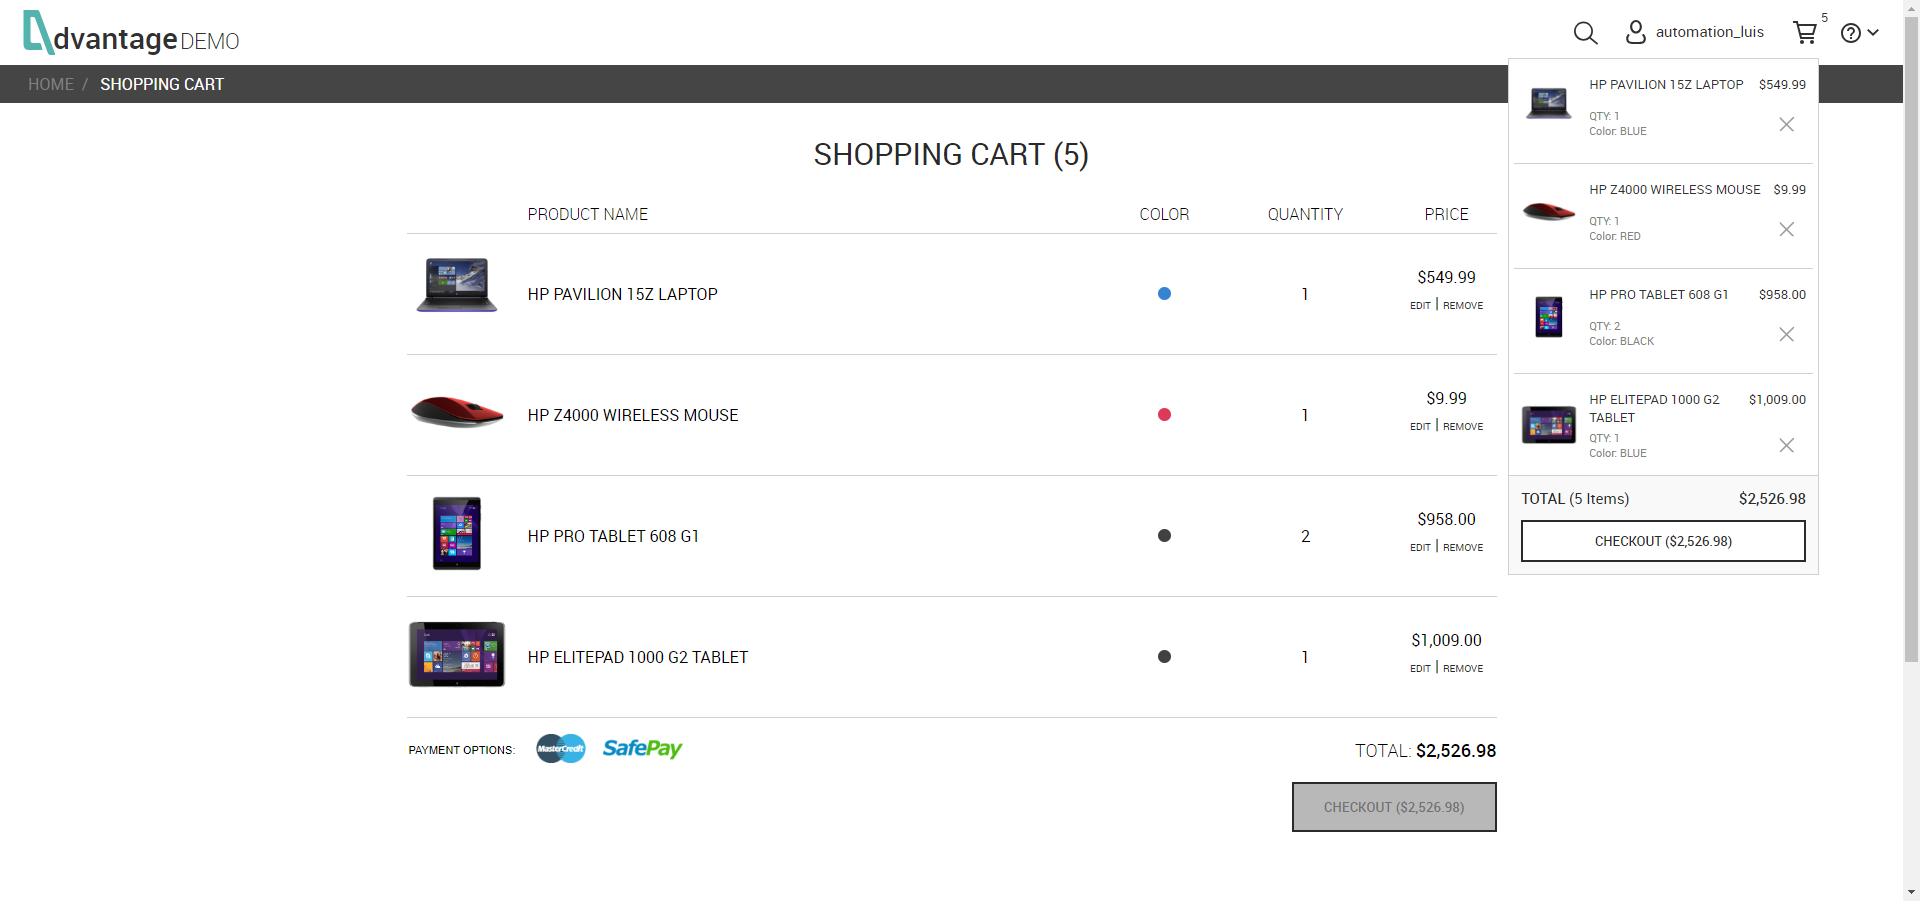 dvantage DEMO
automation_luis
5
HOME / SHOPPING CART
SHOPPING CART (5)
PRODUCT NAME COLOR QUANTITY PRICE
HP PAVILION 15Z LAPTOP 1 $549.99
EDIT | REMOVE
HP Z4000 WIRELESS MOUSE 1 $9.99
EDIT | REMOVE
HP PRO TABLET 608 G1 2 $958.00
EDIT | REMOVE
HP ELITEPAD 1000 G2 TABLET 1 $1,009.00
EDIT | REMOVE
PAYMENT OPTIONS: MasterCredit SafePay TOTAL: $2,526.98
CHECKOUT ($2,526.98)
HP PAVILION 15Z LAPTOP $549.99
QTY: 1
Color: BLUE
HP Z4000 WIRELESS MOUSE $9.99
QTY: 1
Color: RED
HP PRO TABLET 608 G1 $958.00
QTY: 2
Color: BLACK
HP ELITEPAD 1000 G2 $1,009.00
TABLET
QTY: 1
Color: BLUE
TOTAL (5 Items) $2,526.98
CHECKOUT ($2,526.98)